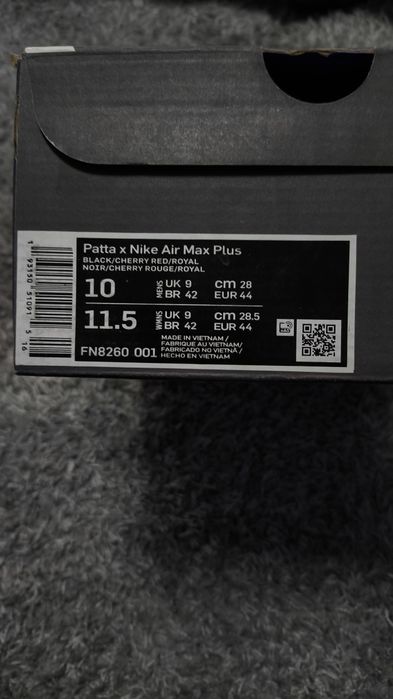 Patta x Nike Air Max Plus
BLACK/CHERRY RED/ROYAL
NOIR/CHERRY ROUGE/ROYAL
10 MENS UK 9 cm 28
BR 42 EUR 44
11.5 WMNS UK 9 cm 28.5
BR 42 EUR 44
FN8260 001
MADE IN VIETNAM/
FABRIQUE AU VIETNAM/
FABRICADO NO VIETNÃ/
HECHO EN VIETNAM